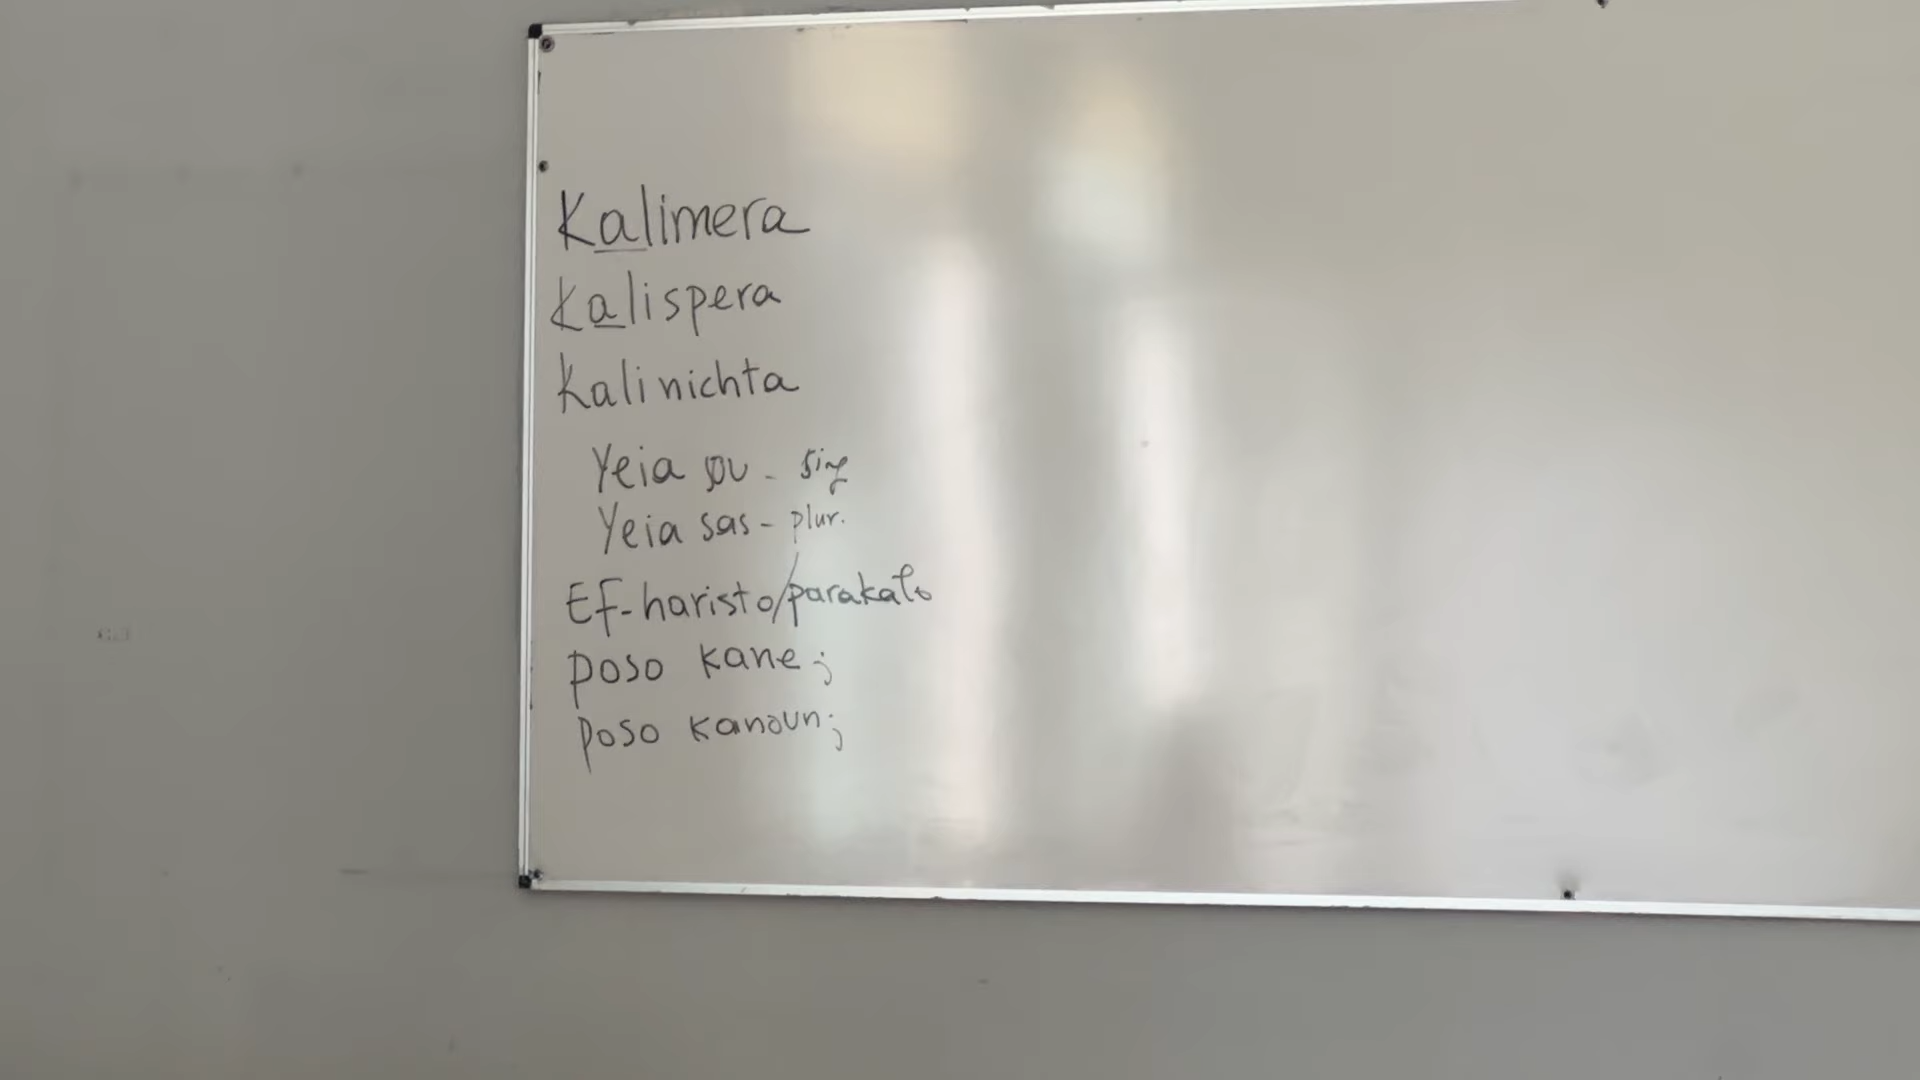 Kalimera
Kalispera
Kalinichta
Yeia sou - sing
Yeia sas - plur.
EF-haristo/parakalo
poso kane;
poso kanoun;